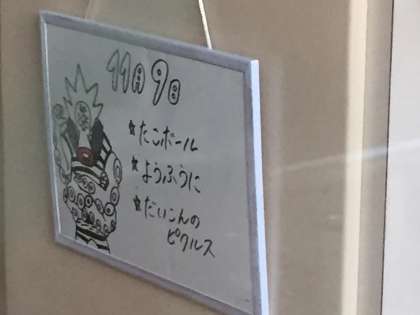 11月9日
★たこボール
★ようふうに
★だいこんの
ピクルス